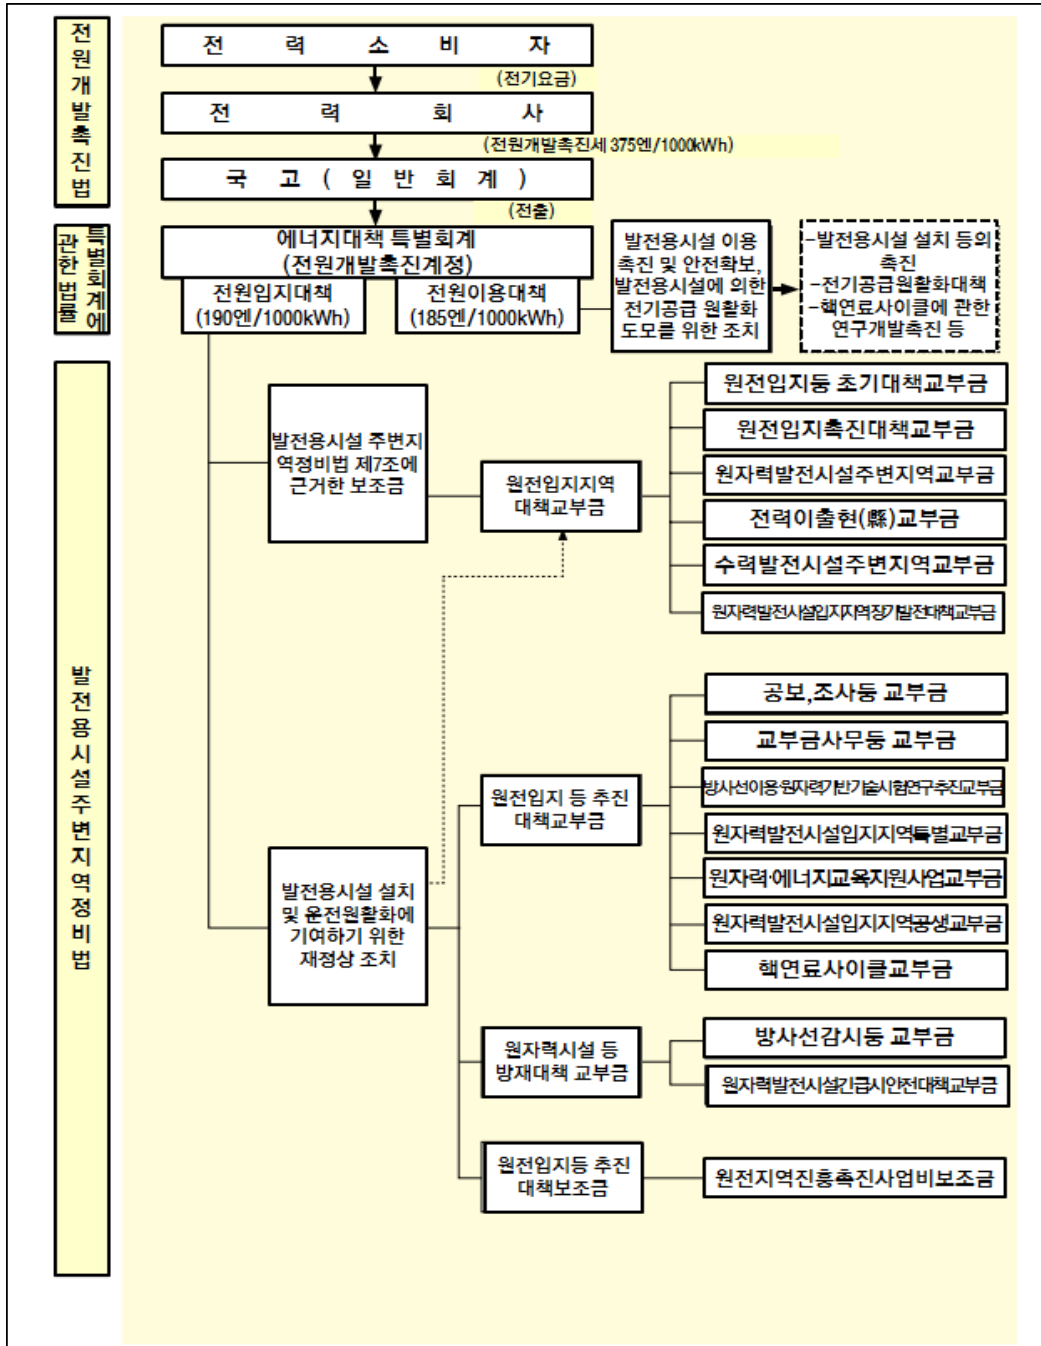 전원개발촉진법
전 력 소 비 자
(전기요금)
전 력 회 사
(전원개발촉진세 375엔/1000kWh)
국 고 ( 일 반 회 계 )
(전출)
특별회계에
관한법률
에너지대책 특별회계
(전원개발촉진계정)
전원입지대책
(190엔/1000kWh)
전원이용대책
(185엔/1000kWh)
발전용시설 이용
촉진 및 안전확보,
발전용시설에 의한
전기공급 원활화
도모를 위한 조치
-발전용시설 설치 등의
촉진
-전기공급원활화대책
-핵연료사이클에 관한
연구개발촉진 등
발전용시설주변지역정비법
발전용시설 주변지
역정비법 제7조에
근거한 보조금
원전입지지역
대책교부금
원전입지둥 초기대책교부금
원전입지촉진대책교부금
원자력발전시설주변지역교부금
전력이출현(縣)교부금
수력발전시설주변지역교부금
원자력발전시설입지지역장기발전대책교부금
발전용시설 설치
및 운전원활화에
기여하기 위한
재정상 조치
원전입지 등 추진
대책교부금
공보,조사둥 교부금
교부금사무둥 교부금
방사선이용·원자력기반기술시험연구추진교부금
원자력발전시설입지지역특별교부금
원자력·에너지교육지원사업교부금
원자력발전시설입지지역공생교부금
핵연료사이클교부금
원자력시설 등
방재대책 교부금
방사선감시둥 교부금
원자력발전시설긴급시안전대책교부금
원전입지등 추진
대책보조금
원전지역진흥촉진사업비보조금